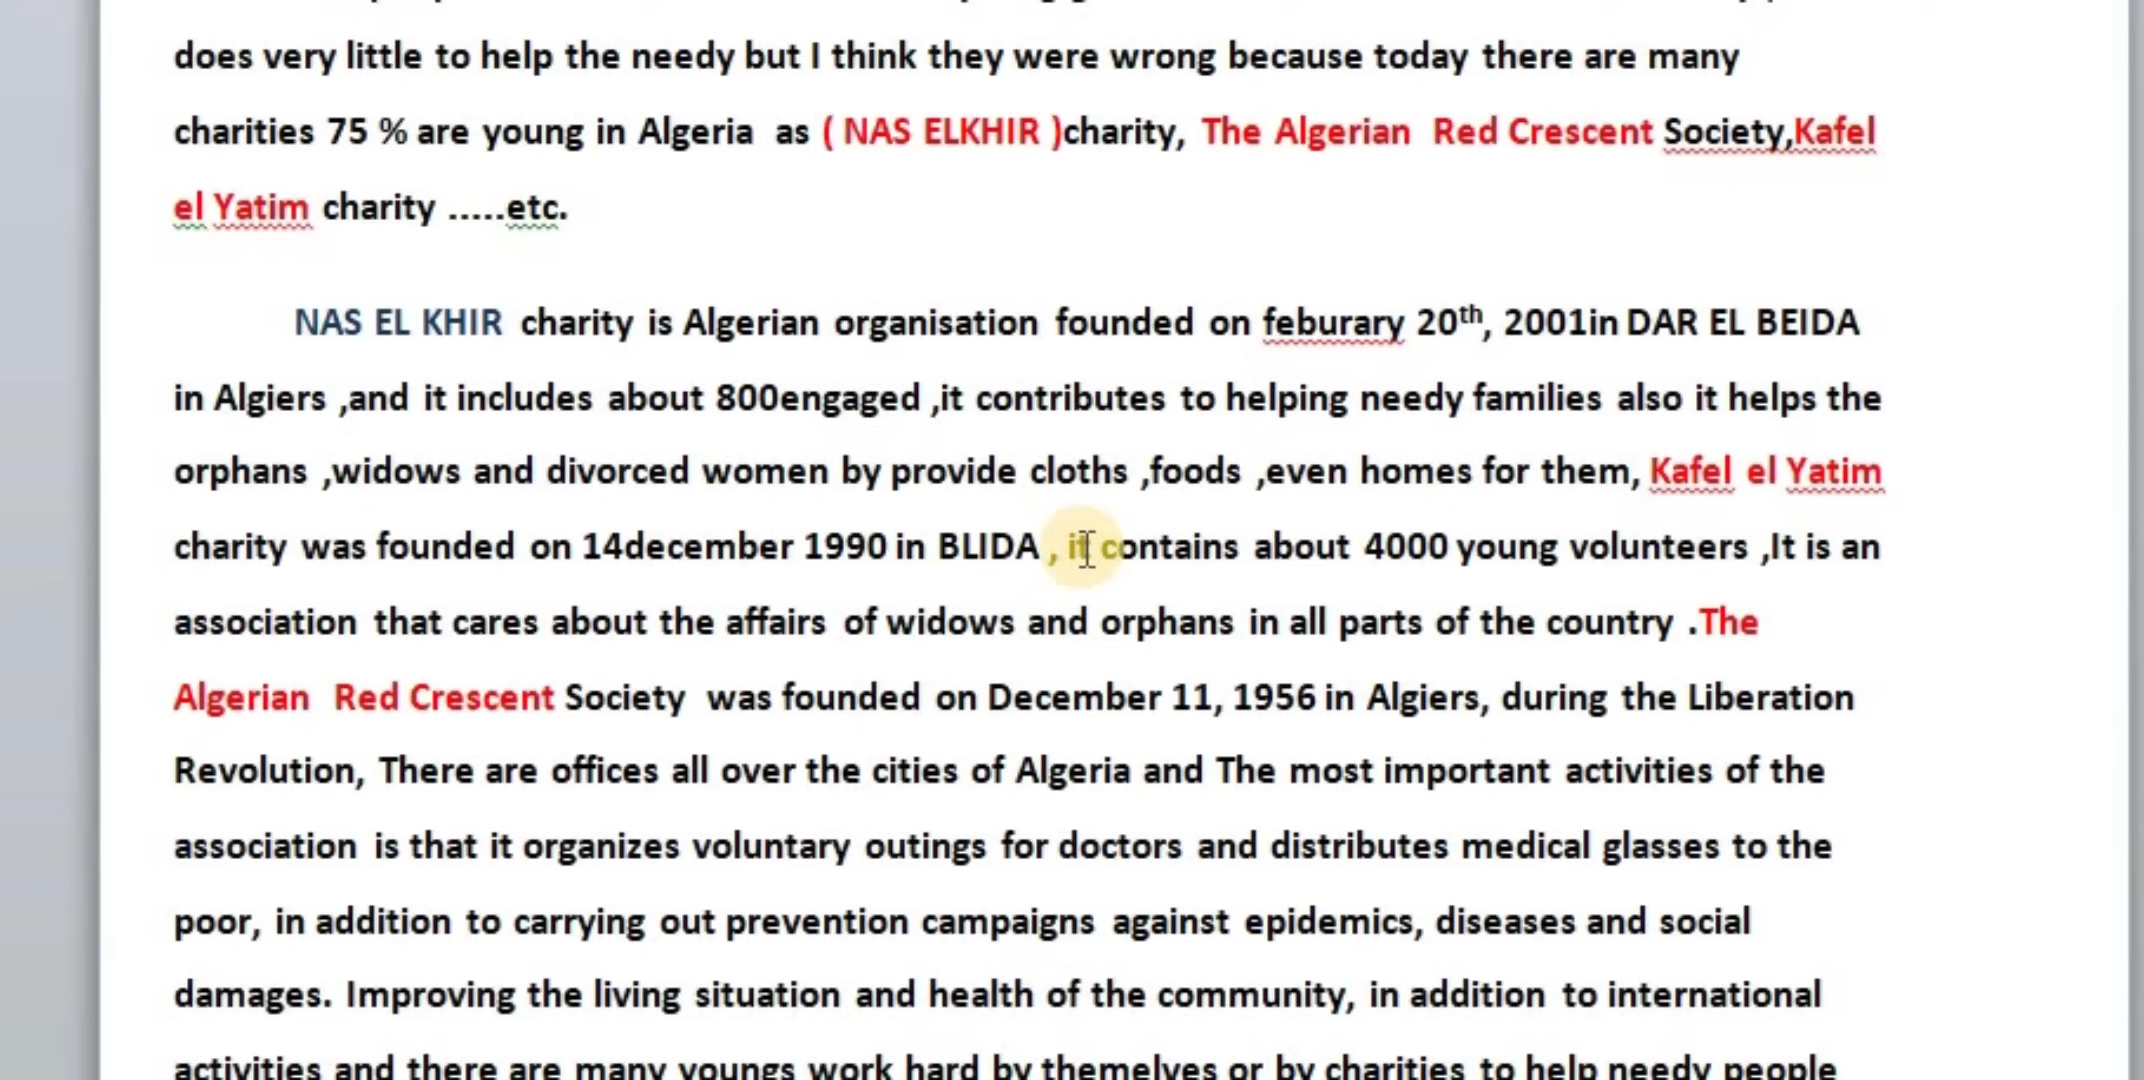 does very little to help the needy but I think they were wrong because today there are many
charities 75 % are young in Algeria as ( NAS ELKHIR )charity, The Algerian Red Crescent Society,Kafel
el Yatim charity .....etc.
NAS EL KHIR charity is Algerian organisation founded on feburary 20th, 2001in DAR EL BEIDA
in Algiers ,and it includes about 800engaged ,it contributes to helping needy families also it helps the
orphans ,widows and divorced women by provide cloths ,foods ,even homes for them, Kafel el Yatim
charity was founded on 14december 1990 in BLIDA , it contains about 4000 young volunteers ,It is an
association that cares about the affairs of widows and orphans in all parts of the country .The
Algerian Red Crescent Society was founded on December 11, 1956 in Algiers, during the Liberation
Revolution, There are offices all over the cities of Algeria and The most important activities of the
association is that it organizes voluntary outings for doctors and distributes medical glasses to the
poor, in addition to carrying out prevention campaigns against epidemics, diseases and social
damages. Improving the living situation and health of the community, in addition to international
activities and there are many youngs work hard by themelves or by charities to help needy people